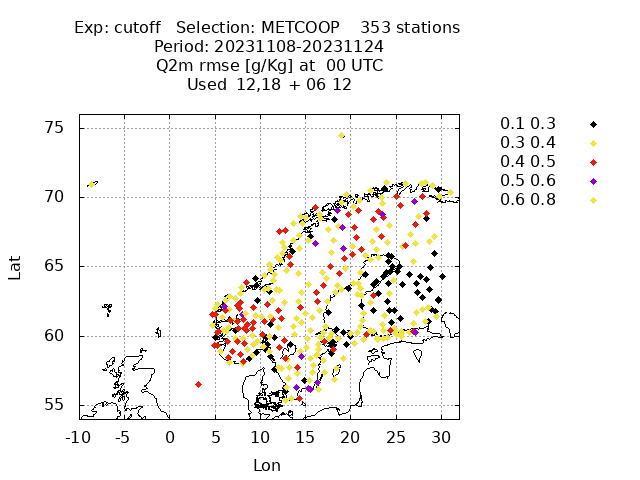 Exp: cutoff Selection: METCOOP 353 stations
Period: 20231108-20231124
Q2m rmse [g/Kg] at 00 UTC
Used 12,18 + 06 12
0.1 0.3
0.3 0.4
0.4 0.5
0.5 0.6
0.6 0.8
75
70
65
60
55
Lat
-10 -5 0 5 10 15 20 25 30
Lon